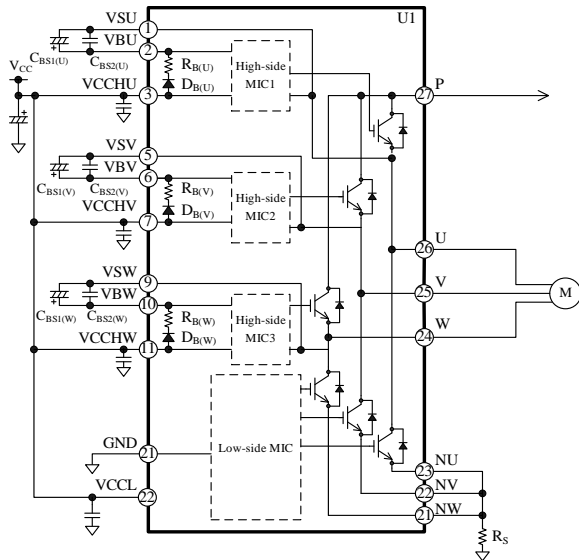 U1
VSU
1
CBS1(U)
VBU
2
CBS2(U)
RB(U)
DB(U)
High-side
MIC1
VCC
VCCHU
3
27
P
VSV
5
VBV
6
CBS1(V)
CBS2(V)
RB(V)
DB(V)
High-side
MIC2
VCCHV
7
26
U
25
V
M
24
W
VSW
9
VBW
10
CBS1(W)
CBS2(W)
RB(W)
DB(W)
High-side
MIC3
VCCHW
11
Low-side MIC
GND
21
VCCL
22
23
NU
22
NV
21
NW
RS